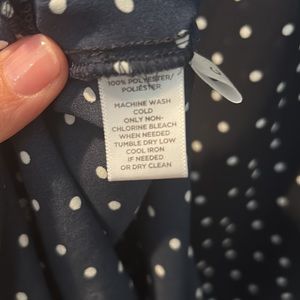 100% POLYESTER/
POLIÉSTER
MACHINE WASH
COLD
ONLY NON-
CHLORINE BLEACH
WHEN NEEDED
TUMBLE DRY LOW
COOL IRON
IF NEEDED
OR DRY CLEAN